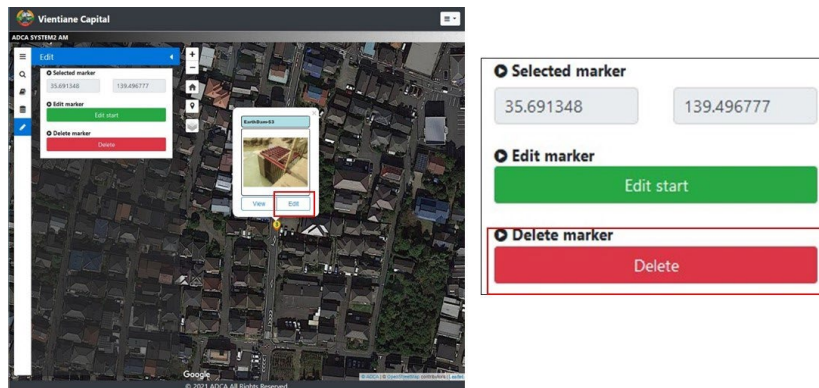 Vientiane Capital
ADCA SYSTEM2 AM
Edit
Selected marker
35.691348
139.496777
Edit marker
Edit start
Delete marker
Delete
+
−
×
View
Edit
Google
© 2021 ADCA All Rights Reserved
Selected marker
35.691348
139.496777
Edit marker
Edit start
Delete marker
Delete